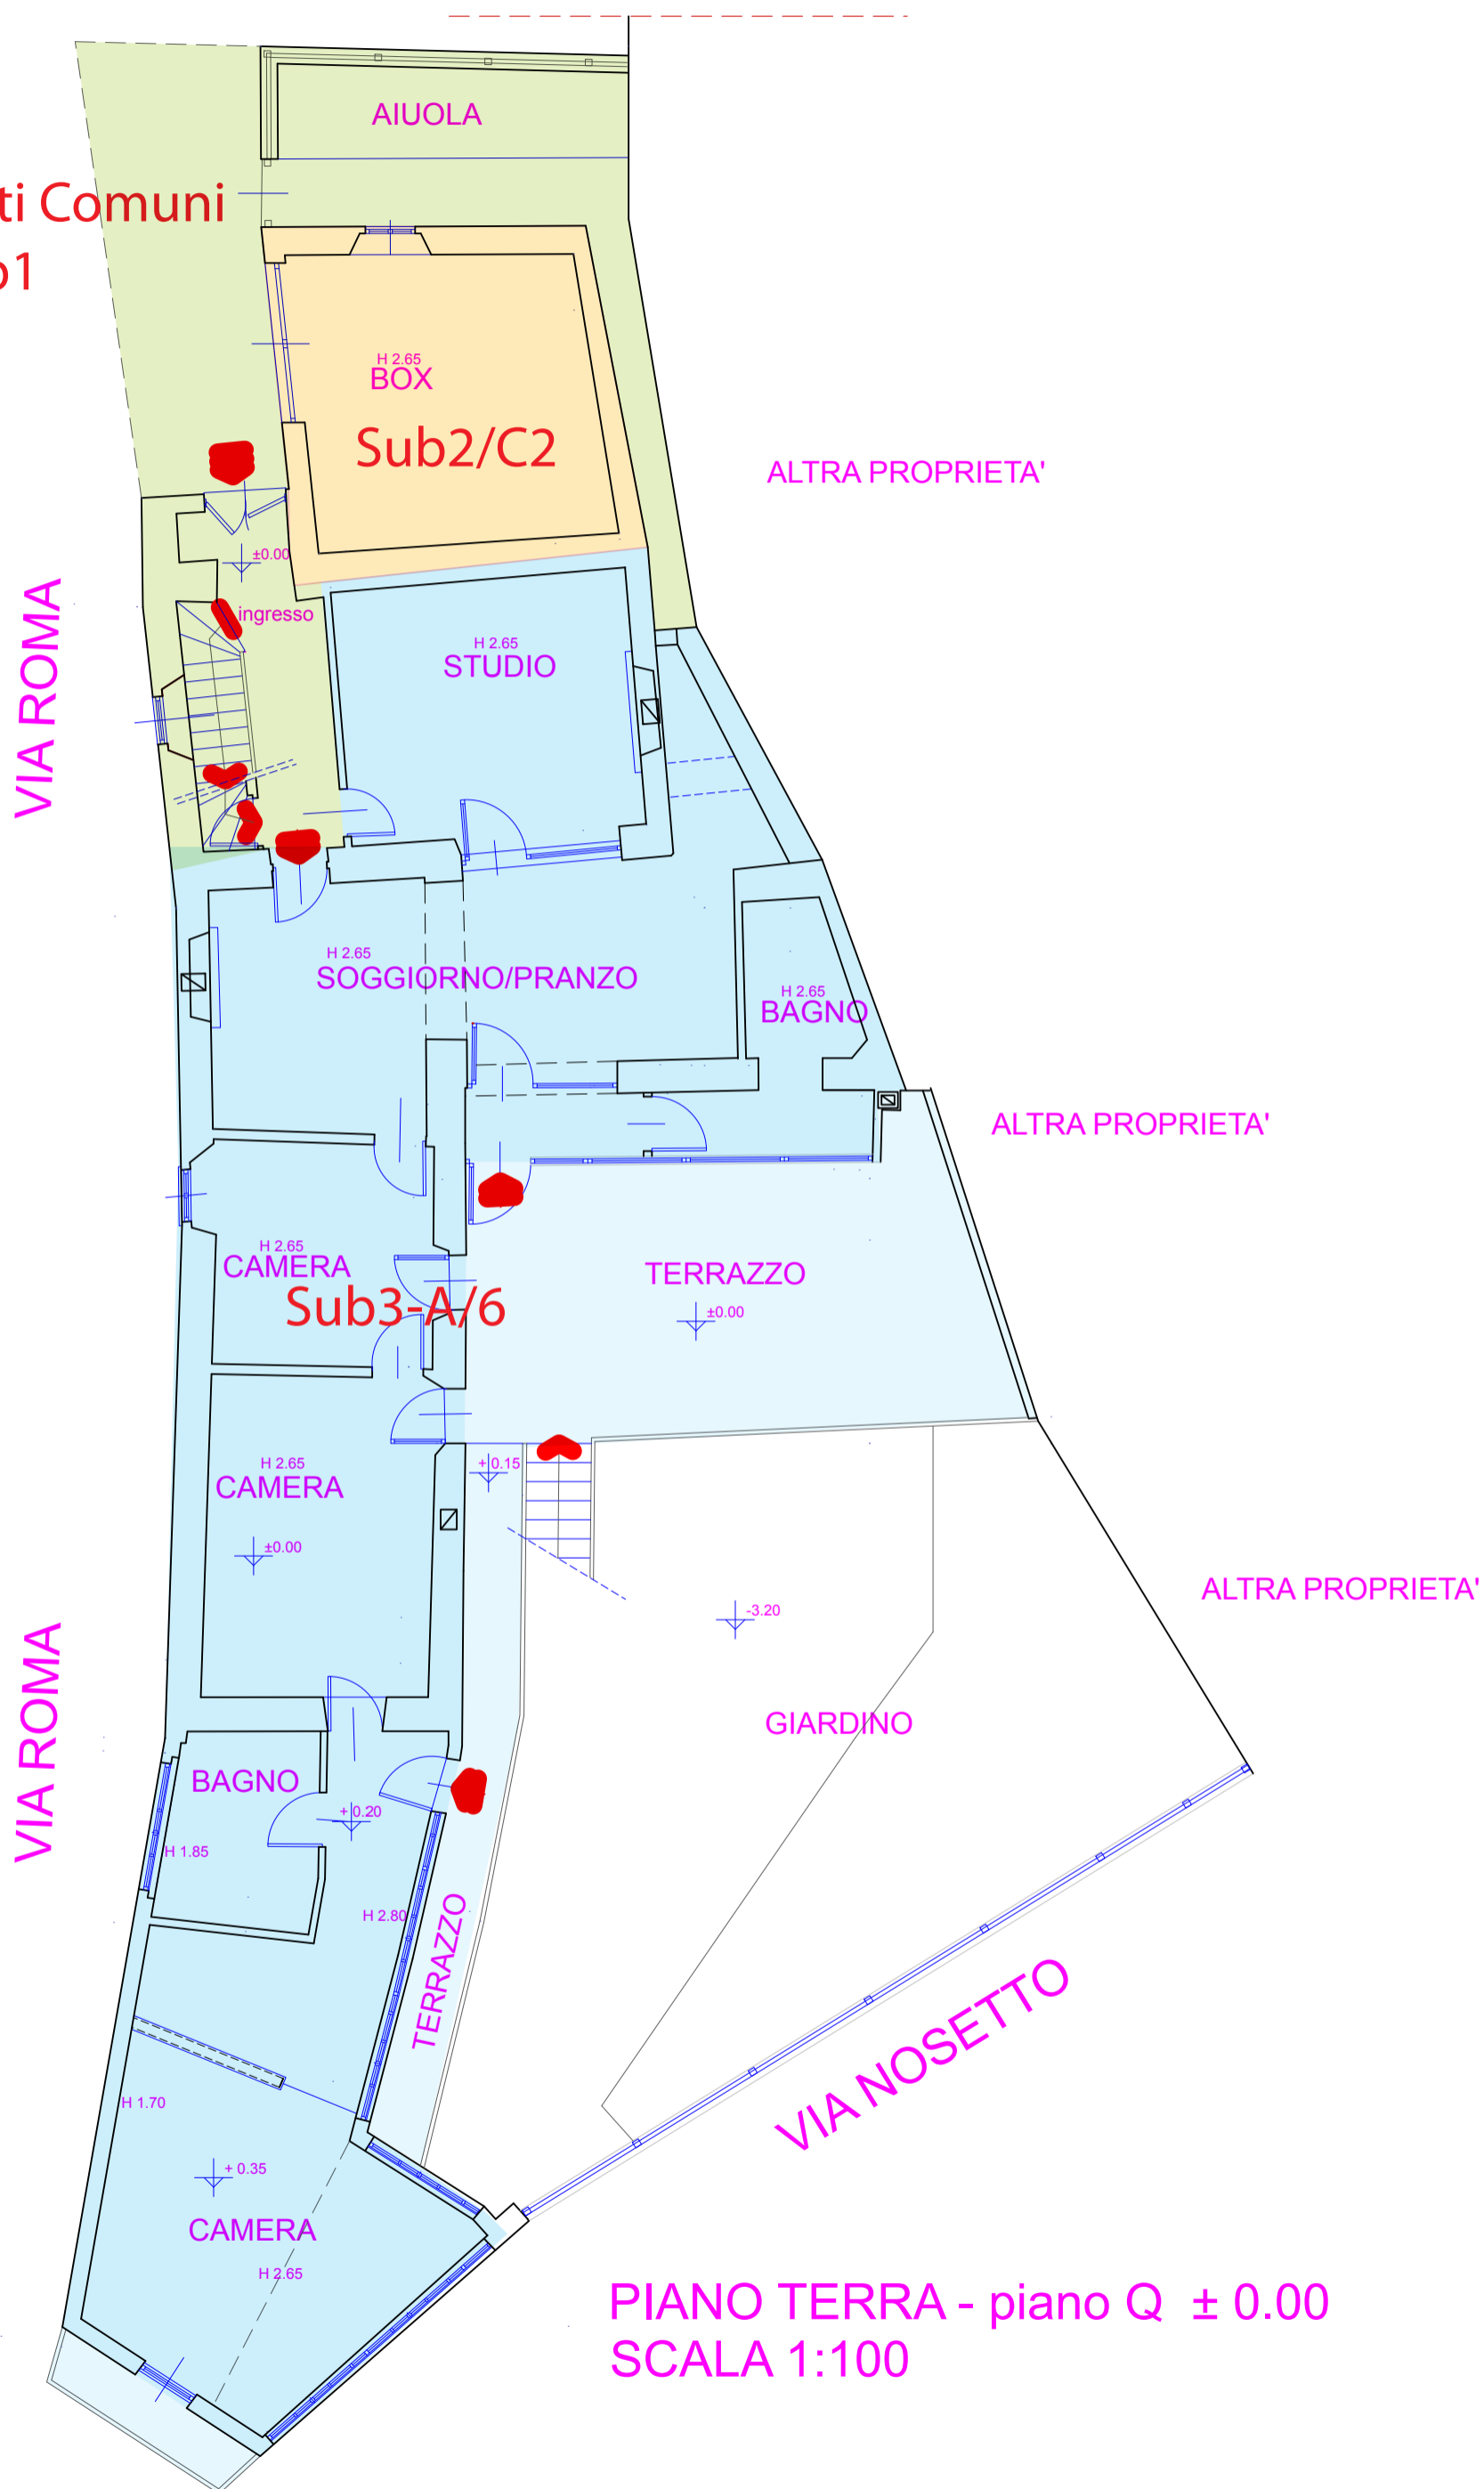 AIUOLA
ti Comuni
1
H 2.65
BOX
Sub2/C2
ALTRA PROPRIETA'
±0.00
ingresso
VIA ROMA
H 2.65
STUDIO
H 2.65
SOGGIORNO/PRANZO
H 2.65
BAGNO
ALTRA PROPRIETA'
H 2.65
CAMERA
Sub3-A/6
TERRAZZO
±0.00
H 2.65
CAMERA
+ 0.15
±0.00
ALTRA PROPRIETA'
-3.20
VIA ROMA
GIARDINO
BAGNO
+ 0.20
H 1.85
H 2.80
TERRAZZO
VIA NOSETTO
H 1.70
+ 0.35
CAMERA
H 2.65
PIANO TERRA - piano Q ± 0.00
SCALA 1:100